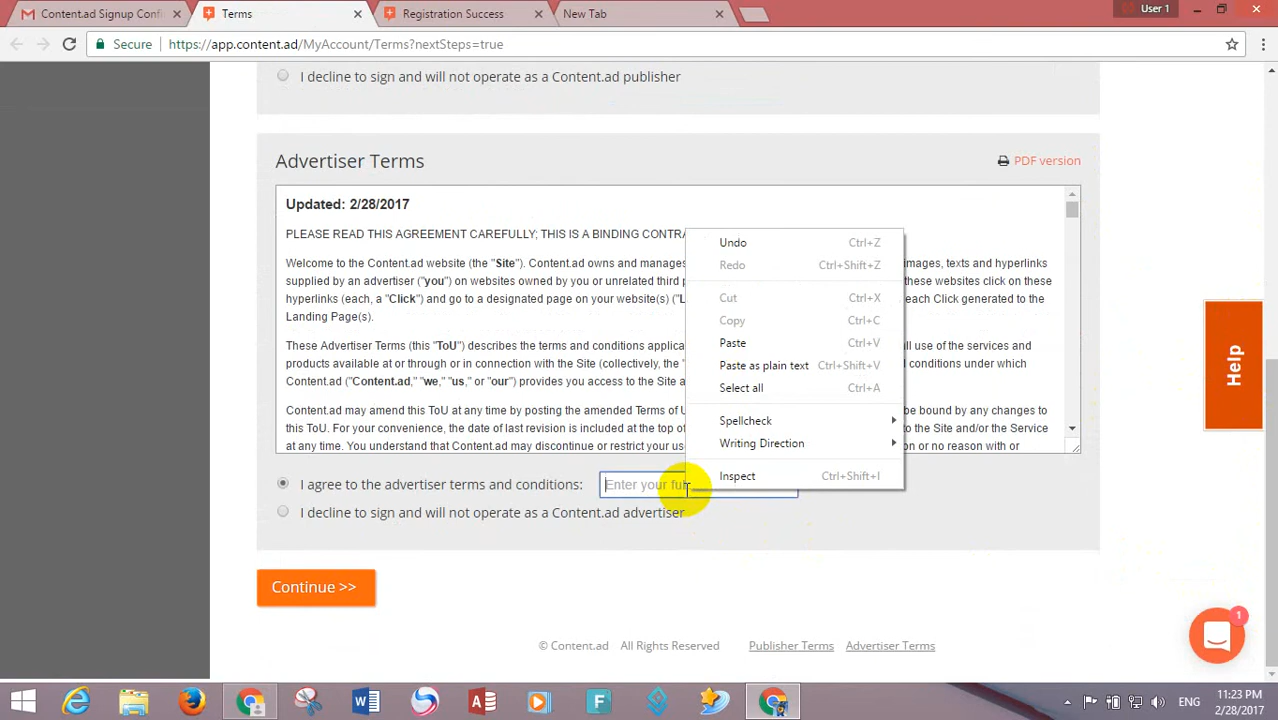 Content.ad Signup Confi
Terms
Registration Success
New Tab
User 1
Secure
https://app.content.ad/MyAccount/Terms?nextSteps=true
I decline to sign and will not operate as a Content.ad publisher
Advertiser Terms
PDF version
Updated: 2/28/2017
PLEASE READ THIS AGREEMENT CAREFULLY; THIS IS A BINDING CONTRA
Welcome to the Content.ad website (the "Site"). Content.ad owns and manages mages, texts and hyperlinks
supplied by an advertiser ("you") on websites owned by you or unrelated third p these websites click on these
hyperlinks (each, a "Click") and go to a designated page on your website(s) ("L each Click generated to the
Landing Page(s).
These Advertiser Terms (this "ToU") describes the terms and conditions applica ll use of the services and
products available at or through or in connection with the Site (collectively, the " d conditions under which
Content.ad ("Content.ad," "we," "us," or "our") provides you access to the Site a
Content.ad may amend this ToU at any time by posting the amended Terms of U be bound by any changes to
this ToU. For your convenience, the date of last revision is included at the top of to the Site and/or the Service
at any time. You understand that Content.ad may discontinue or restrict your us on or no reason with or
Undo Ctrl+Z
Redo Ctrl+Shift+Z
Cut Ctrl+X
Copy Ctrl+C
Paste Ctrl+V
Paste as plain text Ctrl+Shift+V
Select all Ctrl+A
Spellcheck
Writing Direction
Inspect Ctrl+Shift+I
Help
I agree to the advertiser terms and conditions: Enter your fu
I decline to sign and will not operate as a Content.ad advertiser
Continue >>
1
© Content.ad All Rights Reserved Publisher Terms Advertiser Terms
ENG
11:23 PM
2/28/2017